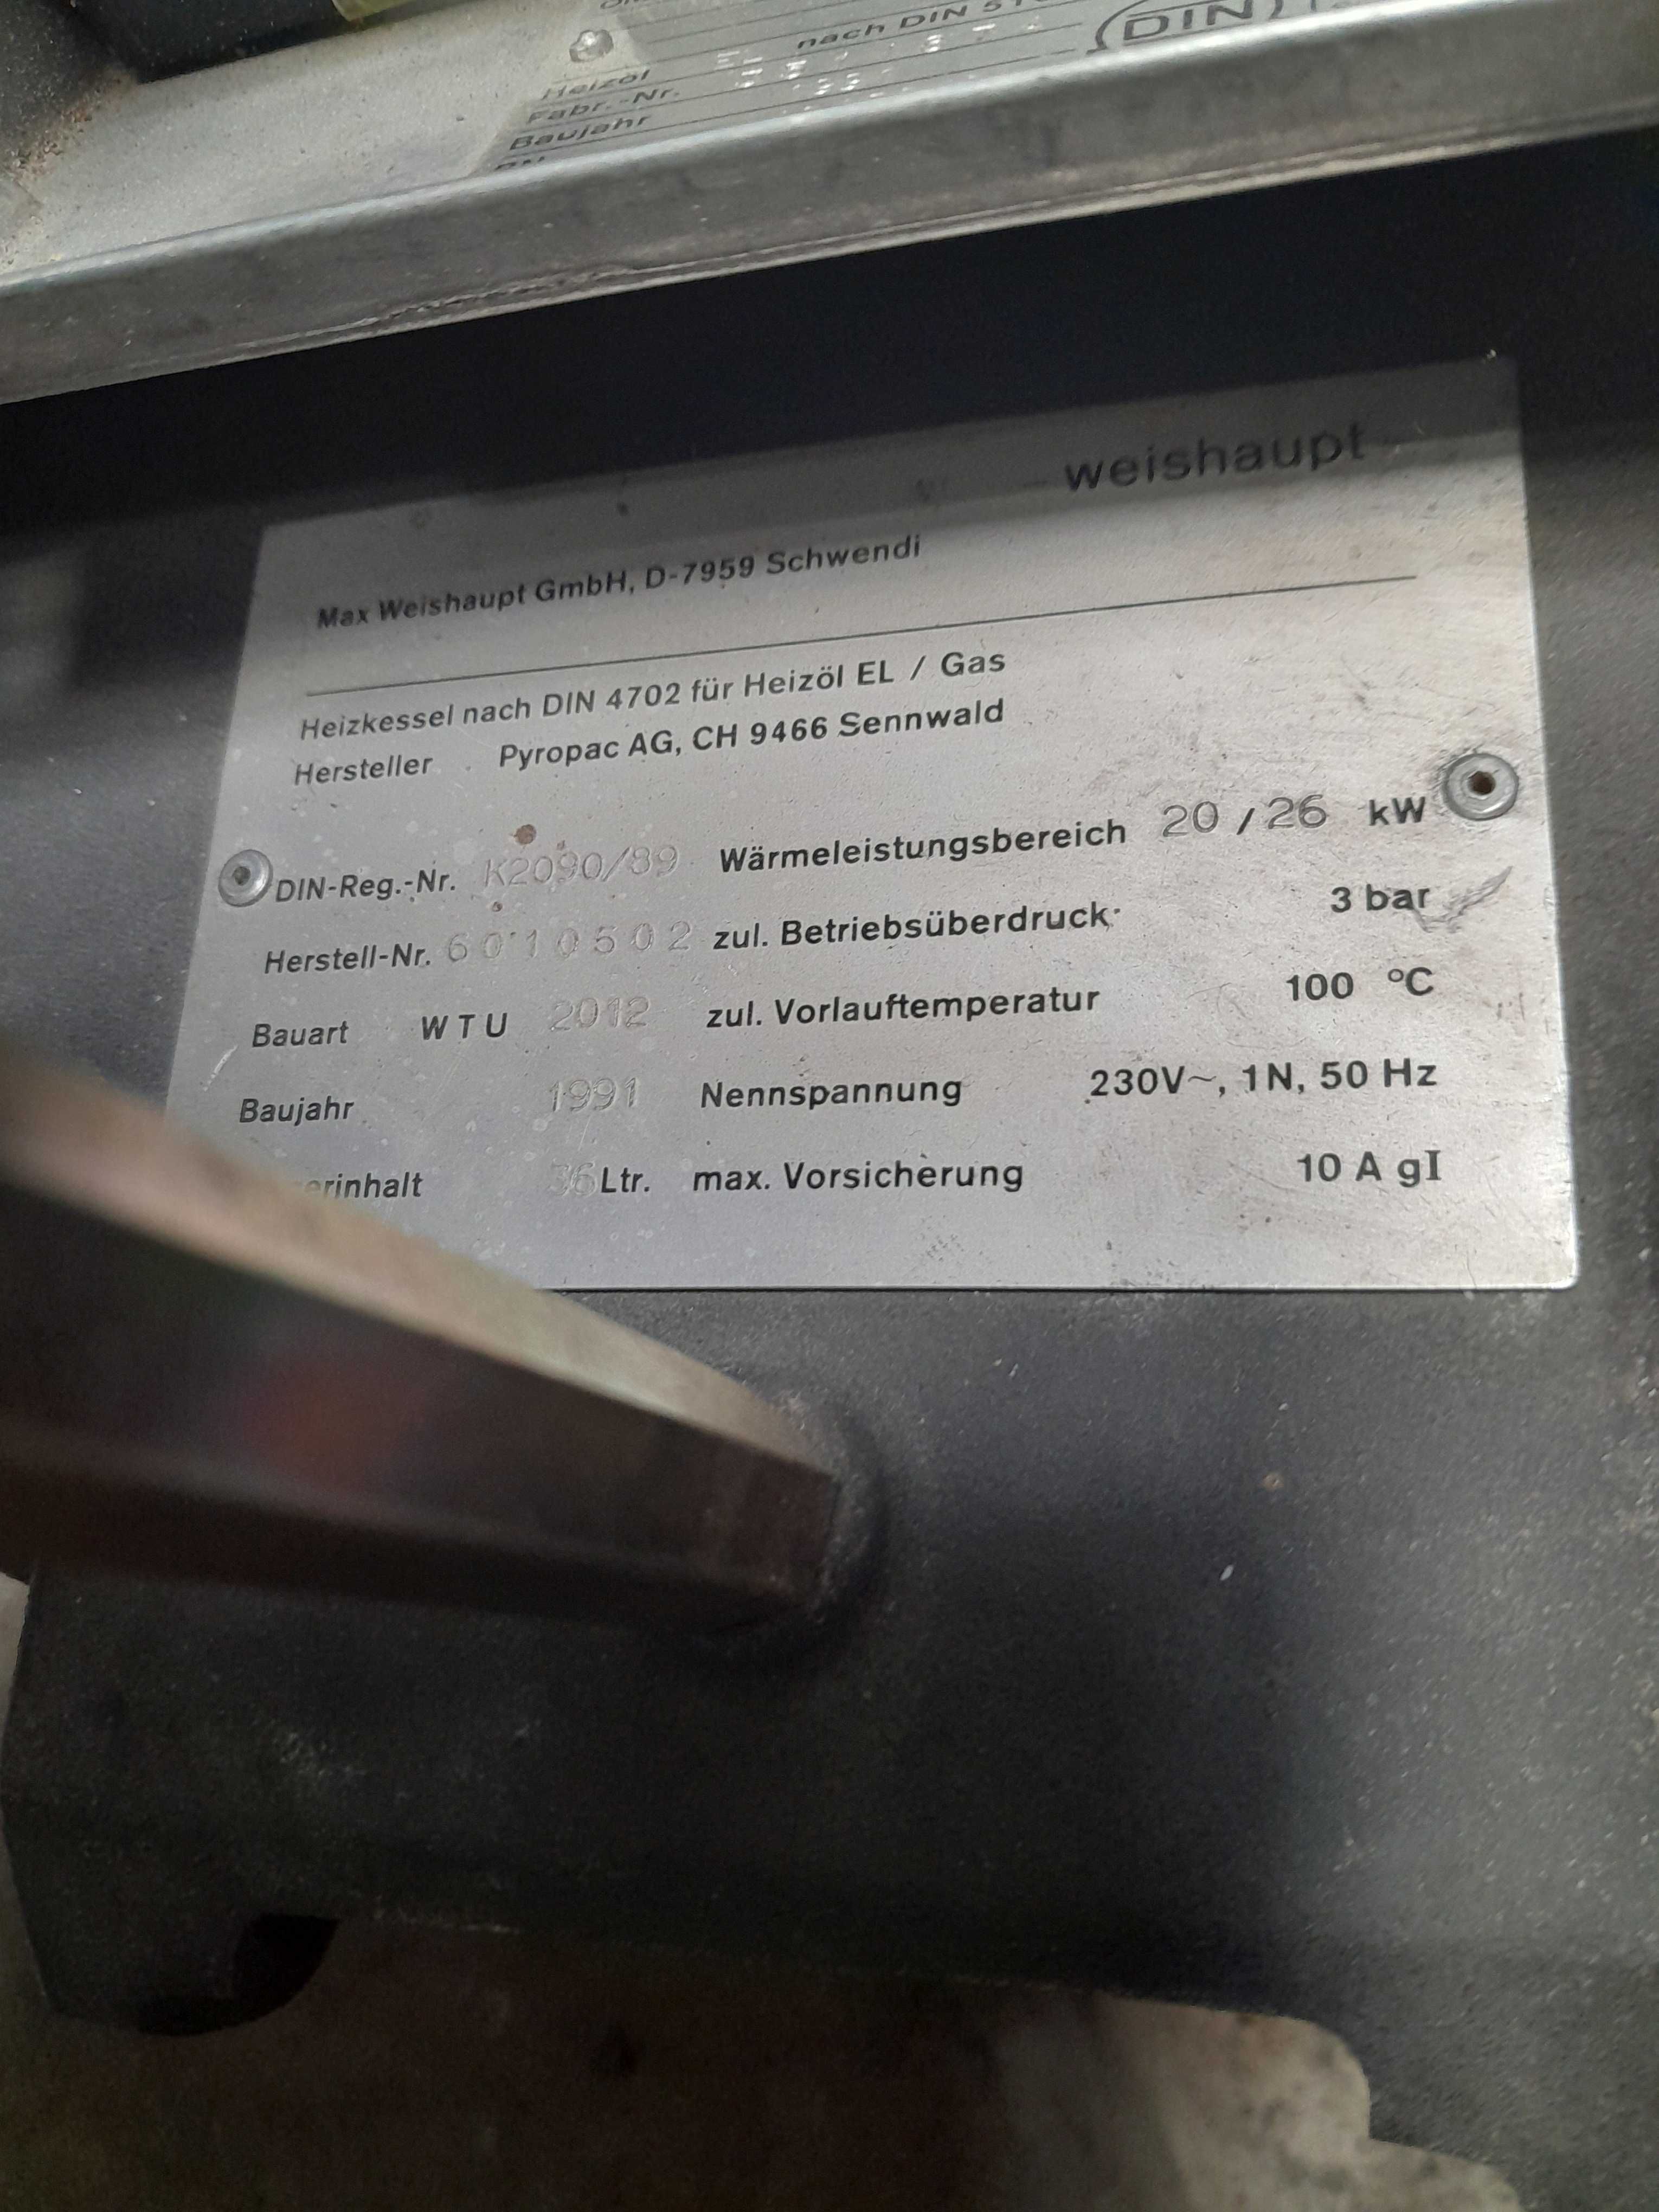 nach DIN
DIN
Heizöl
Fabr.-Nr.
Baujahr
weishaupt
Max Weishaupt GmbH, D-7959 Schwendi
Heizkessel nach DIN 4702 für Heizöl EL / Gas
Hersteller Pyropac AG, CH 9466 Sennwald
DIN-Reg.-Nr. K2090/89 Wärmeleistungsbereich 20 / 26 kW
Herstell-Nr. 6010502 zul. Betriebsüberdruck 3 bar
Bauart WTU 2012 zul. Vorlauftemperatur 100 °C
Baujahr 1991 Nennspannung 230V~, 1N, 50 Hz
erinhalt 36 Ltr. max. Vorsicherung 10 A gI